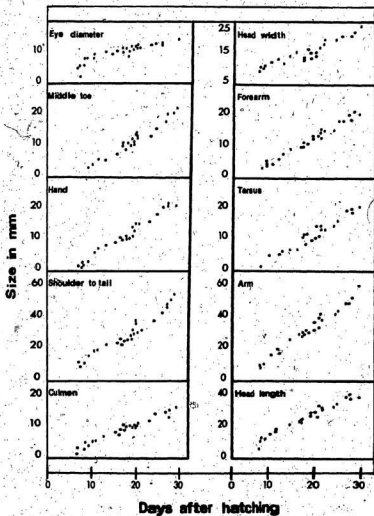 Size in mm
Eye diameter
10
0
Middle toe
20
10
0
Hand
20
10
0
Shoulder to tail
60
40
20
0
Culmen
20
10
0
0 10 20 30
Head width
25
15
5
Forearm
20
10
0
Tarsus
20
10
0
Arm
60
40
20
0
Head length
40
20
0
0 10 20 30
Days after hatching